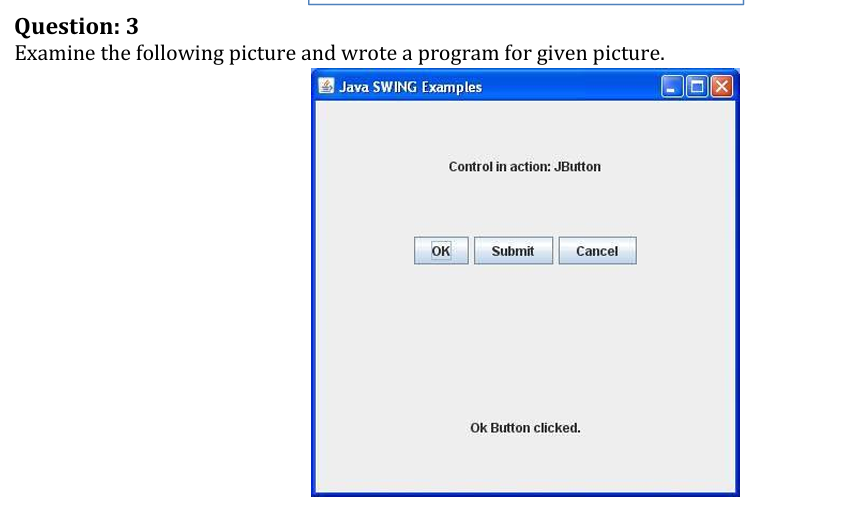 Question: 3
Examine the following picture and wrote a program for given picture.
Java SWING Examples
Control in action: JButton
OK Submit Cancel
Ok Button clicked.